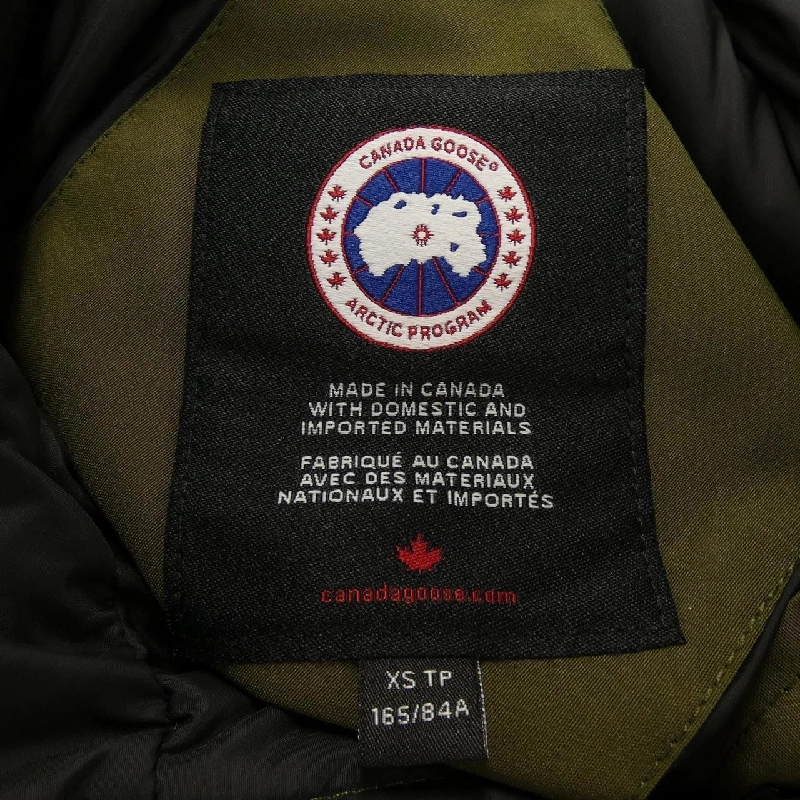 CANADA GOOSE®
ARCTIC PROGRAM
MADE IN CANADA
WITH DOMESTIC AND
IMPORTED MATERIALS
FABRIQUÉ AU CANADA
AVEC DES MATERIAUX
NATIONAUX ET IMPORTÉS
canadagoose.com
XS TP
165/84A